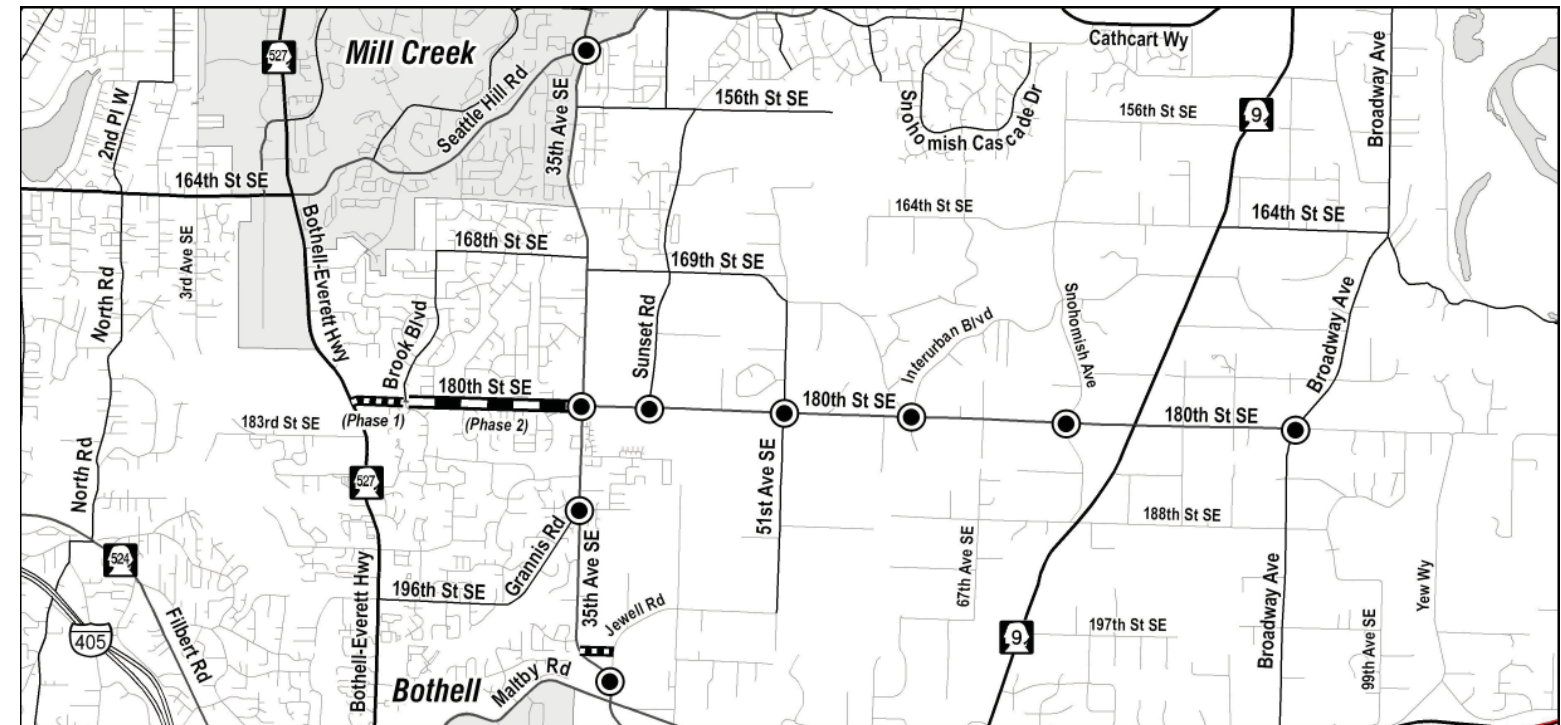 Cathcart Wy
Mill Creek
527
Seattle Hill Rd
35th Ave SE
156th St SE
Snohomish Cascade Dr
156th St SE
9
Broadway Ave
2nd Pl W
164th St SE
164th St SE
164th St SE
3rd Ave SE
North Rd
Bothell-Everett Hwy
168th St SE
169th St SE
Brook Blvd
Sunset Rd
Interurban Blvd
Snohomish Ave
Broadway Ave
180th St SE
180th St SE
180th St SE
(Phase 1)
(Phase 2)
183rd St SE
North Rd
527
51st Ave SE
188th St SE
524
Grannis Rd
35th Ave SE
67th Ave SE
Broadway Ave
Yew Wy
Bothell-Everett Hwy
196th St SE
Jewell Rd
Filbert Rd
405
9
197th St SE
99th Ave SE
Bothell
Maltby Rd